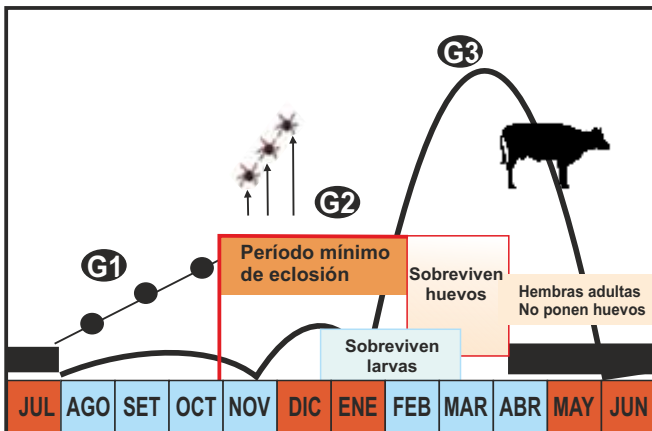 G3
G2
G1
Período mínimo
de eclosión
Sobreviven
huevos
Hembras adultas
No ponen huevos
Sobreviven
larvas
JUL AGO SET OCT NOV DIC ENE FEB MAR ABR MAY JUN